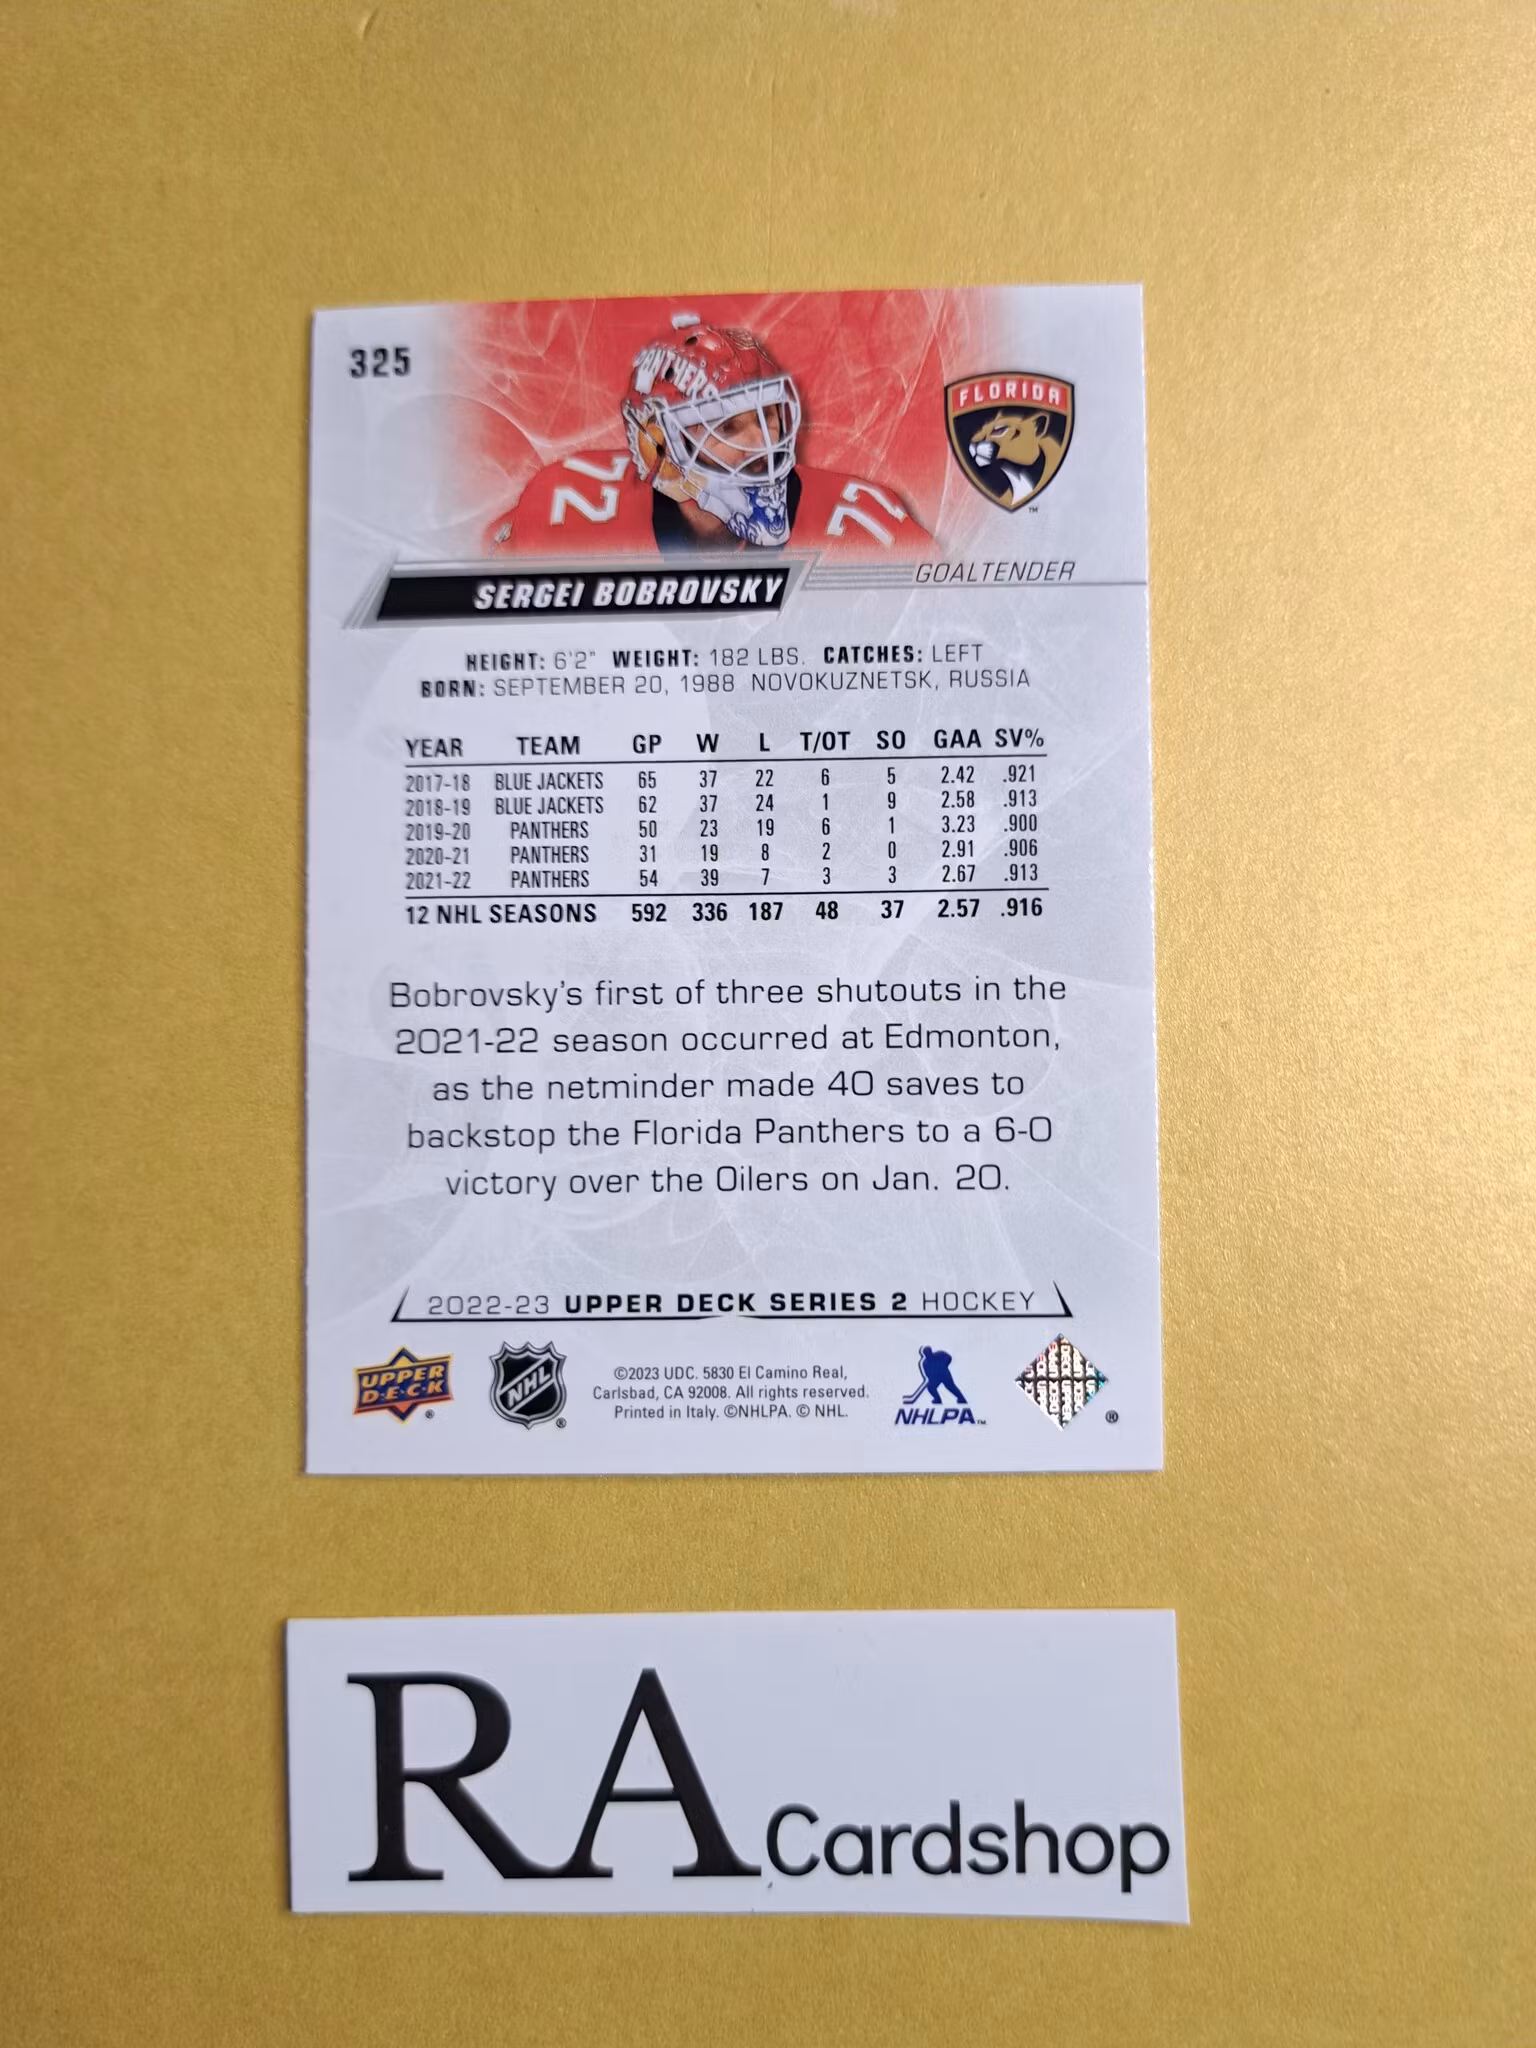 325
PANTHERS
FLORIDA
TM
72
72
SERGEI BOBROVSKY
GOALTENDER
HEIGHT: 6'2" WEIGHT: 182 LBS. CATCHES: LEFT
BORN: SEPTEMBER 20, 1988 NOVOKUZNETSK, RUSSIA
YEAR TEAM GP W L T/OT SO GAA SV%
2017-18 BLUE JACKETS 65 37 22 6 5 2.42 .921
2018-19 BLUE JACKETS 62 37 24 1 9 2.58 .913
2019-20 PANTHERS 50 23 19 6 1 3.23 .900
2020-21 PANTHERS 31 19 8 2 0 2.91 .906
2021-22 PANTHERS 54 39 7 3 3 2.67 .913
12 NHL SEASONS 592 336 187 48 37 2.57 .916
Bobrovsky's first of three shutouts in the
2021-22 season occurred at Edmonton,
as the netminder made 40 saves to
backstop the Florida Panthers to a 6-0
victory over the Oilers on Jan. 20.
2022-23 UPPER DECK SERIES 2 HOCKEY
UPPER
D·E·C·K
®
NHL
®
©2023 UDC. 5830 El Camino Real,
Carlsbad, CA 92008. All rights reserved.
Printed in Italy. ©NHLPA. © NHL.
NHLPA™
®
RA Cardshop